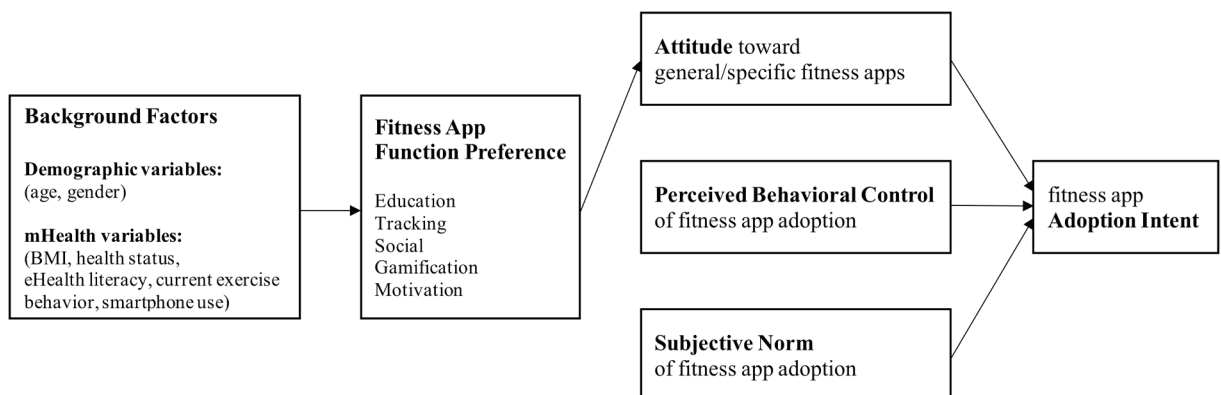 Background Factors
Demographic variables:
(age, gender)
mHealth variables:
(BMI, health status,
eHealth literacy, current exercise
behavior, smartphone use)
Fitness App
Function Preference
Education
Tracking
Social
Gamification
Motivation
Attitude toward
general/specific fitness apps
Perceived Behavioral Control
of fitness app adoption
Subjective Norm
of fitness app adoption
fitness app
Adoption Intent